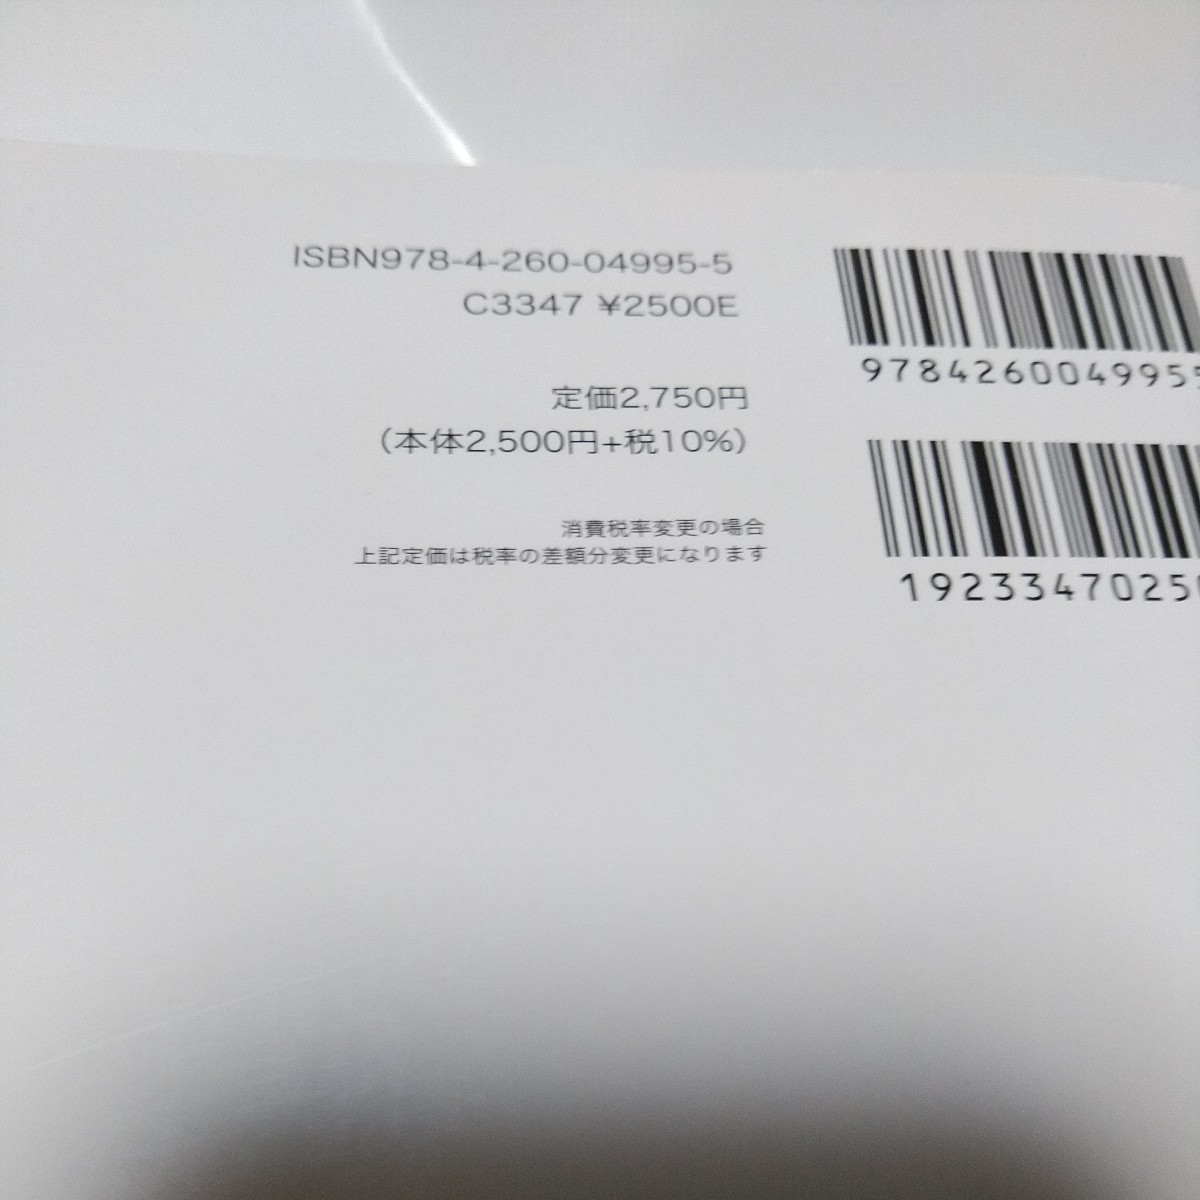 ISBN978-4-260-04995-5
C3347 ¥2500E
定価2,750円
（本体2,500円+税10%）
消費税率変更の場合
上記定価は税率の差額分変更になります
9784260049955
19233470250